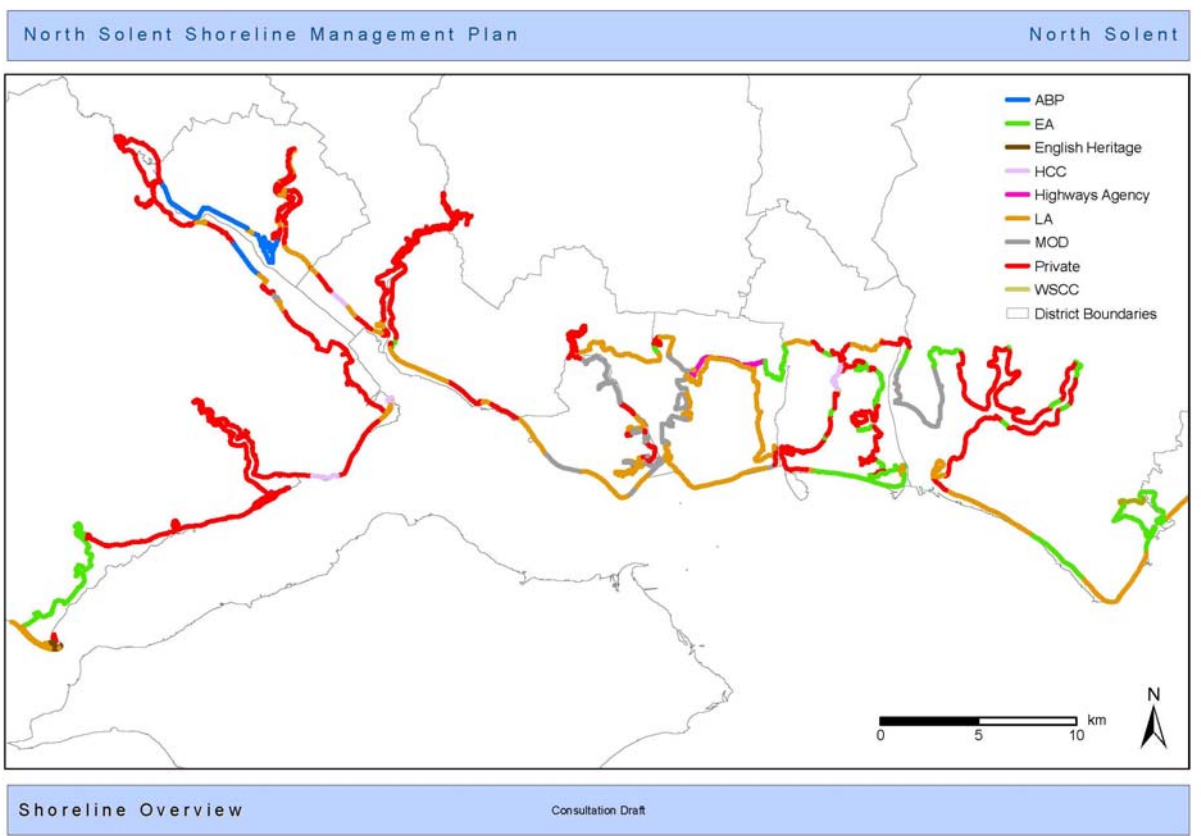 North Solent Shoreline Management Plan
North Solent
ABP
EA
English Heritage
HCC
Highways Agency
LA
MOD
Private
WSCC
District Boundaries
N
km
0 5 10
Shoreline Overview
Consultation Draft